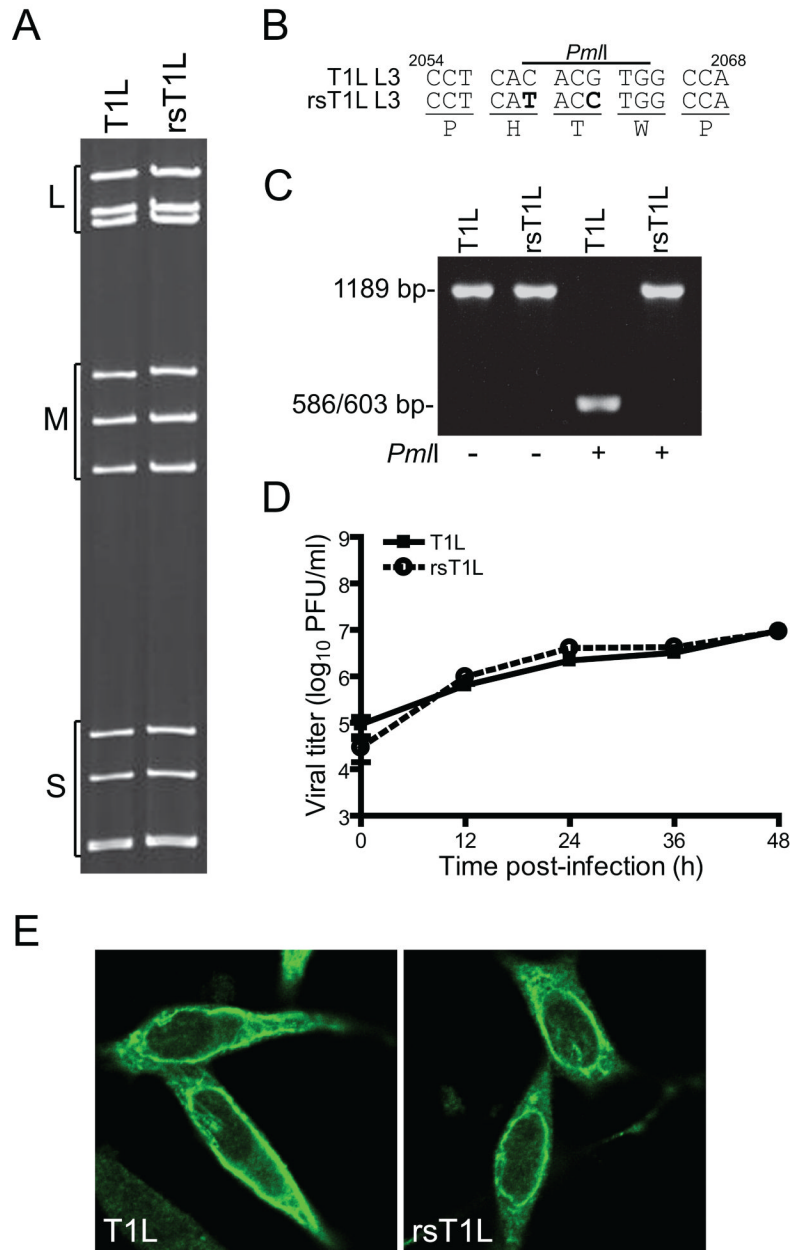 A
T1L
rsT1L
L
M
S
B
PmlI
2054 2068
T1L L3 CCT CAC ACG TGG CCA
rsT1L L3 CCT CAT ACC TGG CCA
P H T W P
C
T1L rsT1L T1L rsT1L
1189 bp-
586/603 bp-
PmlI - - + +
D
T1L
rsT1L
Viral titer (log10 PFU/ml)
9
8
7
6
5
4
3
0 12 24 36 48
Time post-infection (h)
E
T1L
rsT1L